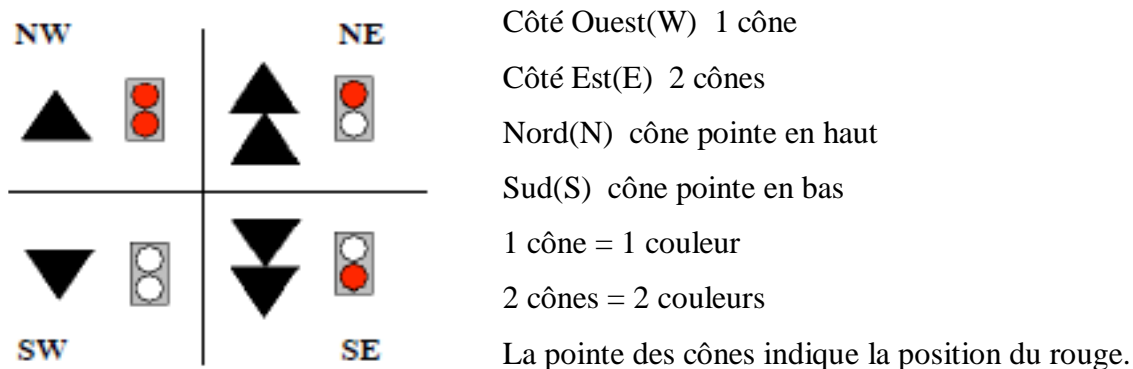 NW
NE
SW
SE
Côté Ouest(W) 1 cône
Côté Est(E) 2 cônes
Nord(N) cône pointe en haut
Sud(S) cône pointe en bas
1 cône = 1 couleur
2 cônes = 2 couleurs
La pointe des cônes indique la position du rouge.